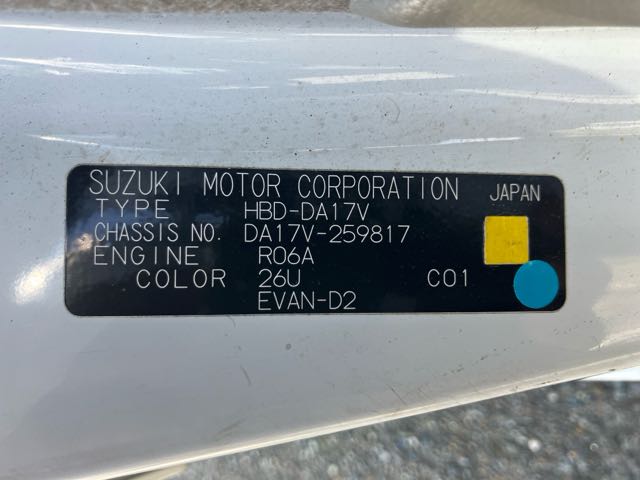 SUZUKI MOTOR CORPORATION JAPAN
TYPE HBD-DA17V
CHASSIS NO. DA17V-259817
ENGINE R06A
COLOR 26U C01
EVAN-D2